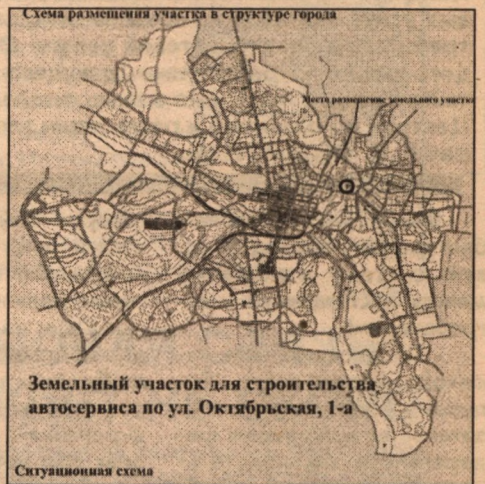 Схема размещения участка в структуре города
Место размещение земельного участка
Земельный участок для строительства
автосервиса по ул. Октябрьская, 1-а
Ситуационная схема